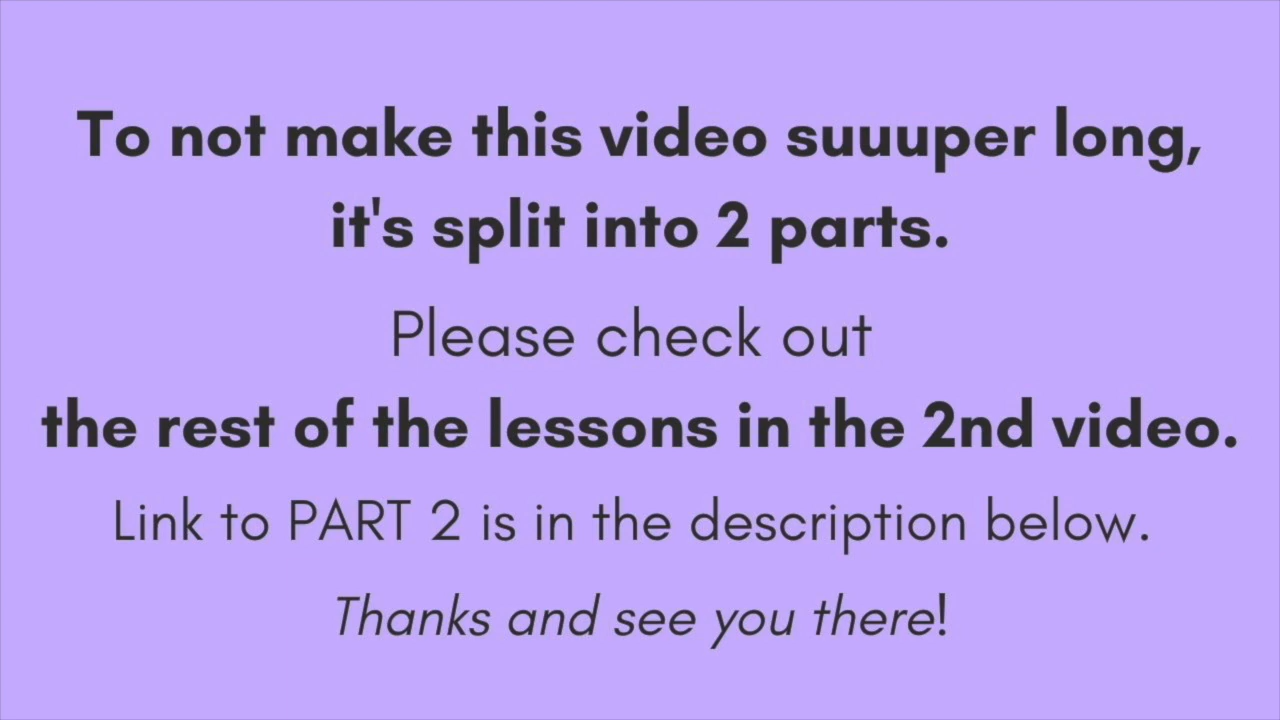 To not make this video suuuper long,
it's split into 2 parts.
Please check out
the rest of the lessons in the 2nd video.
Link to PART 2 is in the description below.
Thanks and see you there!